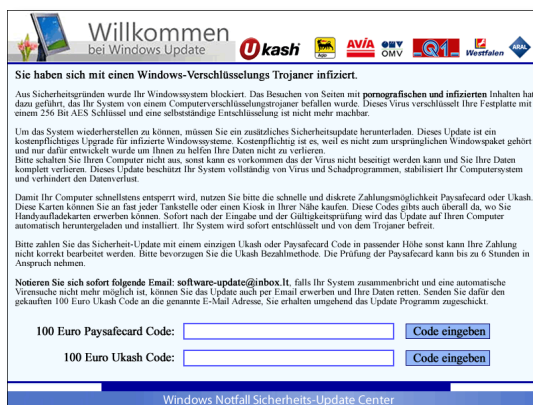 Willkommen
bei Windows Update
Ukash
Agip
AVIA
OMV
Q1
Westfalen
ARAL
Sie haben sich mit einen Windows-Verschlüsselungs Trojaner infiziert.
Aus Sicherheitsgründen wurde Ihr Windowssystem blockiert. Das Besuchen von Seiten mit pornografischen und infizierten Inhalten hat
dazu geführt, das Ihr System von einem Computerverschlüsselungstrojaner befallen wurde. Dieses Virus verschlüsselt Ihre Festplatte mit
einem 256 Bit AES Schlüssel und eine selbstständige Entschlüsselung ist nicht mehr machbar.
Um das System wiederherstellen zu können, müssen Sie ein zusätzliches Sicherheitsupdate herunterladen. Dieses Update ist ein
kostenpflichtiges Upgrade für infizierte Windowssysteme. Kostenpflichtig ist es, weil es nicht zum ursprünglichen Windowspaket gehört
und nur dafür entwickelt wurde um Ihnen zu helfen Ihre Daten nicht zu verlieren.
Bitte schalten Sie Ihren Computer nicht aus, sonst kann es vorkommen das der Virus nicht beseitigt werden kann und Sie Ihre Daten
komplett verlieren. Dieses Update beschützt Ihr System vollständig von Virus und Schadprogrammen, stabilisiert Ihr Computersystem
und verhindert den Datenverlust.
Damit Ihr Computer schnellstens entsperrt wird, nutzen Sie bitte die schnelle und diskrete Zahlungsmöglichkeit Paysafecard oder Ukash.
Diese Karten können Sie an fast jeder Tankstelle oder einen Kiosk in Ihrer Nähe kaufen. Diese Codes gibts auch überall da, wo Sie
Handyaufladekarten erwerben können. Sofort nach der Eingabe und der Gültigkeitsprüfung wird das Update auf Ihren Computer
automatisch heruntergeladen und installiert. Ihr System wird sofort entschlüsselt und von dem Trojaner befreit.
Bitte zahlen Sie das Sicherheit-Update mit einem einzigen Ukash oder Paysafecard Code in passender Höhe sonst kann Ihre Zahlung
nicht korrekt bearbeitet werden. Bitte bevorzugen Sie die Ukash Bezahlmethode. Die Prüfung der Paysafecard kann bis zu 6 Stunden in
Anspruch nehmen.
Notieren Sie sich sofort folgende Email: software-update@inbox.lt, falls Ihr System zusammenbricht und eine automatische
Virensuche nicht mehr möglich ist, können Sie das Update auch per Email erwerben und Ihre Daten retten. Senden Sie dafür den
gekauften 100 Euro Ukash Code an die genannte E-Mail Adresse, Sie erhalten umgehend das Update Programm zugeschickt.
100 Euro Paysafecard Code:
Code eingeben
100 Euro Ukash Code:
Code eingeben
Windows Notfall Sicherheits-Update Center